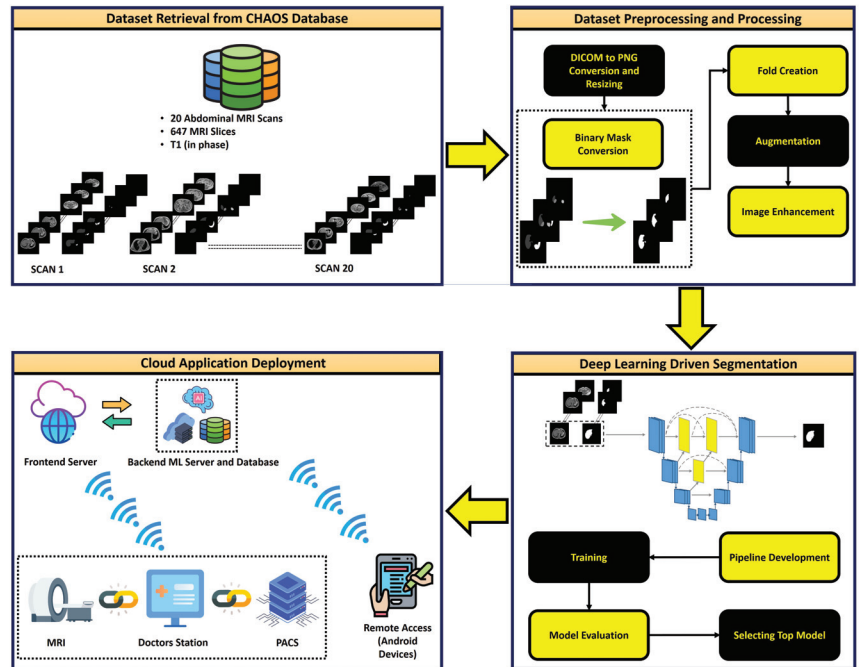 Dataset Retrieval from CHAOS Database
• 20 Abdominal MRI Scans
• 647 MRI Slices
• T1 (in phase)
SCAN 1
SCAN 2
SCAN 20
Dataset Preprocessing and Processing
DICOM to PNG
Conversion and
Resizing
Binary Mask
Conversion
Fold Creation
Augmentation
Image Enhancement
Cloud Application Deployment
AI
Frontend Server
Backend ML Server and Database
MRI
Doctors Station
PACS
Remote Access
(Android
Devices)
Deep Learning Driven Segmentation
Training
Pipeline Development
Model Evaluation
Selecting Top Model